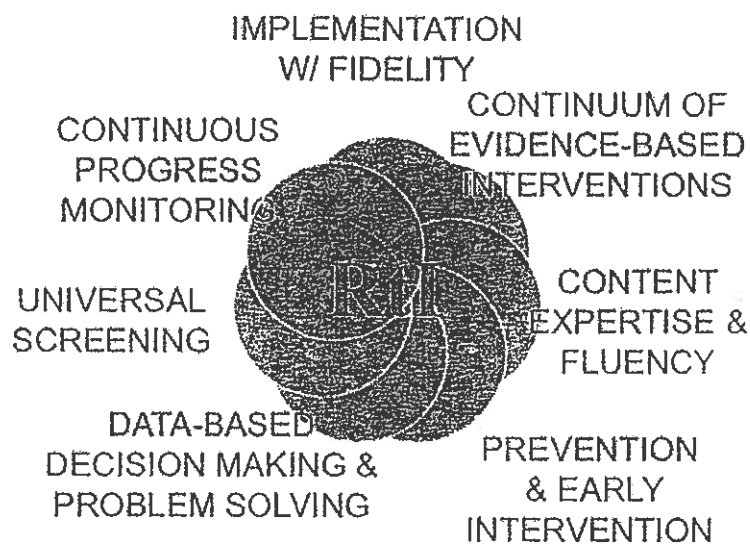 IMPLEMENTATION
W/ FIDELITY
CONTINUUM OF
EVIDENCE-BASED
INTERVENTIONS
CONTINUOUS
PROGRESS
MONITORING
RtI
UNIVERSAL
SCREENING
CONTENT
EXPERTISE &
FLUENCY
DATA-BASED
DECISION MAKING &
PROBLEM SOLVING
PREVENTION
& EARLY
INTERVENTION